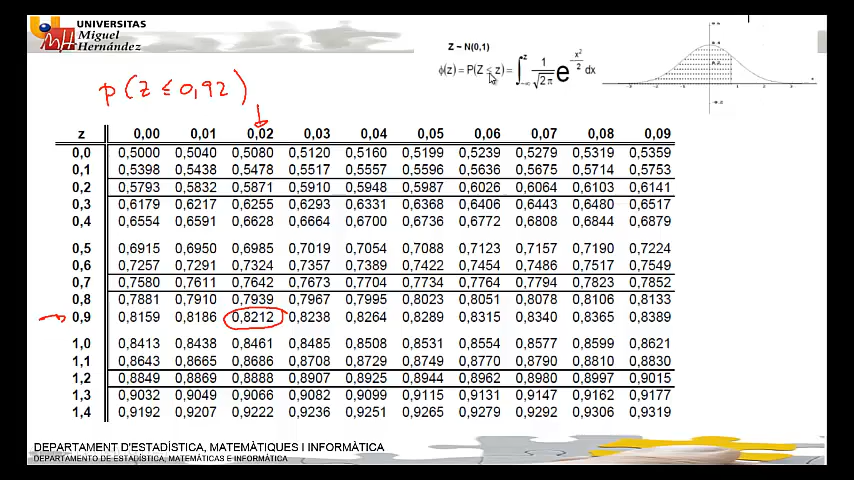 UNIVERSITAS
Miguel
Hernández
Z ~ N(0,1)
ϕ(z) = P(Z ≤ z) = ∫ -∞ z 1 √2π e x² 2 dx
p(Z ≤ 0,92)
z 0,00 0,01 0,02 0,03 0,04 0,05 0,06 0,07 0,08 0,09
0,0 0,5000 0,5040 0,5080 0,5120 0,5160 0,5199 0,5239 0,5279 0,5319 0,5359
0,1 0,5398 0,5438 0,5478 0,5517 0,5557 0,5596 0,5636 0,5675 0,5714 0,5753
0,2 0,5793 0,5832 0,5871 0,5910 0,5948 0,5987 0,6026 0,6064 0,6103 0,6141
0,3 0,6179 0,6217 0,6255 0,6293 0,6331 0,6368 0,6406 0,6443 0,6480 0,6517
0,4 0,6554 0,6591 0,6628 0,6664 0,6700 0,6736 0,6772 0,6808 0,6844 0,6879
0,5 0,6915 0,6950 0,6985 0,7019 0,7054 0,7088 0,7123 0,7157 0,7190 0,7224
0,6 0,7257 0,7291 0,7324 0,7357 0,7389 0,7422 0,7454 0,7486 0,7517 0,7549
0,7 0,7580 0,7611 0,7642 0,7673 0,7704 0,7734 0,7764 0,7794 0,7823 0,7852
0,8 0,7881 0,7910 0,7939 0,7967 0,7995 0,8023 0,8051 0,8078 0,8106 0,8133
0,9 0,8159 0,8186 0,8212 0,8238 0,8264 0,8289 0,8315 0,8340 0,8365 0,8389
1,0 0,8413 0,8438 0,8461 0,8485 0,8508 0,8531 0,8554 0,8577 0,8599 0,8621
1,1 0,8643 0,8665 0,8686 0,8708 0,8729 0,8749 0,8770 0,8790 0,8810 0,8830
1,2 0,8849 0,8869 0,8888 0,8907 0,8925 0,8944 0,8962 0,8980 0,8997 0,9015
1,3 0,9032 0,9049 0,9066 0,9082 0,9099 0,9115 0,9131 0,9147 0,9162 0,9177
1,4 0,9192 0,9207 0,9222 0,9236 0,9251 0,9265 0,9279 0,9292 0,9306 0,9319
DEPARTAMENT D'ESTADÍSTICA, MATEMÀTIQUES I INFORMÀTICA
DEPARTAMENTO DE ESTADÍSTICA, MATEMÁTICAS E INFORMÁTICA